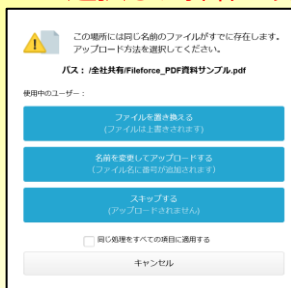 この場所には同じ名前のファイルがすでに存在します。
アップロード方法を選択してください。
パス： /全社共有/Fileforce_PDF資料サンプル.pdf
使用中のユーザー：
ファイルを置き換える
(ファイルは上書きされます)
名前を変更してアップロードする
(ファイル名に番号が追加されます)
スキップする
(アップロードされません)
同じ処理をすべての項目に適用する
キャンセル